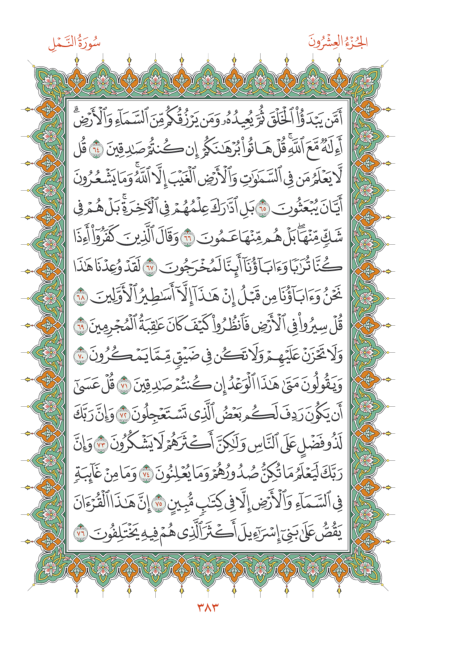 الجُزْءُ العِشْرُونَ
سُورَةُ النَّمْلِ
أَمَّن يَبْدَؤُاْ ٱلْخَلْقَ ثُمَّ يُعِيدُهُۥ وَمَن يَرْزُقُكُم مِّنَ ٱلسَّمَآءِ وَٱلْأَرْضِۗ
أَءِلَٰهٌ مَّعَ ٱللَّهِۚ قُلْ هَاتُواْ بُرْهَٰنَكُمْ إِن كُنتُمْ صَٰدِقِينَ ٦٤ قُل
لَّا يَعْلَمُ مَن فِي ٱلسَّمَٰوَٰتِ وَٱلْأَرْضِ ٱلْغَيْبَ إِلَّا ٱللَّهُۚ وَمَا يَشْعُرُونَ
أَيَّانَ يُبْعَثُونَ ٦٥ بَلِ ٱدَّٰرَكَ عِلْمُهُمْ فِي ٱلْأٓخِرَةِۚ بَلْ هُمْ فِي
شَكٍّ مِّنْهَاۖ بَلْ هُم مِّنْهَا عَمُونَ ٦٦ وَقَالَ ٱلَّذِينَ كَفَرُوٓاْ أَءِذَا
كُنَّا تُرَٰبًا وَءَابَآؤُنَآ أَئِنَّا لَمُخْرَجُونَ ٦٧ لَقَدْ وُعِدْنَا هَٰذَا
نَحْنُ وَءَابَآؤُنَا مِن قَبْلُ إِنْ هَٰذَآ إِلَّآ أَسَٰطِيرُ ٱلْأَوَّلِينَ ٦٨
قُلْ سِيرُواْ فِي ٱلْأَرْضِ فَٱنظُرُواْ كَيْفَ كَانَ عَٰقِبَةُ ٱلْمُجْرِمِينَ ٦٩
وَلَا تَحْزَنْ عَلَيْهِمْ وَلَا تَكُن فِي ضَيْقٍ مِّمَّا يَمْكُرُونَ ٧٠
وَيَقُولُونَ مَتَىٰ هَٰذَا ٱلْوَعْدُ إِن كُنتُمْ صَٰدِقِينَ ٧١ قُلْ عَسَىٰٓ
أَن يَكُونَ رَدِفَ لَكُم بَعْضُ ٱلَّذِي تَسْتَعْجِلُونَ ٧٢ وَإِنَّ رَبَّكَ
لَذُو فَضْلٍ عَلَى ٱلنَّاسِ وَلَٰكِنَّ أَكْثَرَهُمْ لَا يَشْكُرُونَ ٧٣ وَإِنَّ
رَبَّكَ لَيَعْلَمُ مَا تُكِنُّ صُدُورُهُمْ وَمَا يُعْلِنُونَ ٧٤ وَمَا مِنْ غَآئِبَةٍ
فِي ٱلسَّمَآءِ وَٱلْأَرْضِ إِلَّا فِي كِتَٰبٍ مُّبِينٍ ٧٥ إِنَّ هَٰذَا ٱلْقُرْءَانَ
يَقُصُّ عَلَىٰ بَنِيٓ إِسْرَٰٓءِيلَ أَكْثَرَ ٱلَّذِي هُمْ فِيهِ يَخْتَلِفُونَ ٧٦
٣٨٣